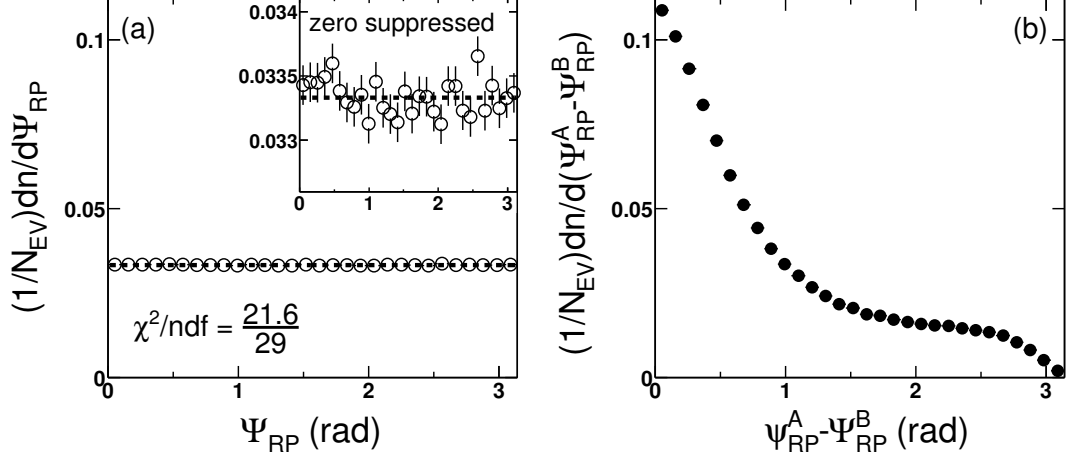 (a)
zero suppressed
0.034
0.0335
0.033
0 1 2 3
0.1
0.05
0
0 1 2 3
(1/N_EV)dn/dΨ_RP
χ²/ndf = 21.6/29
Ψ_RP (rad)
(b)
0.1
0.05
0
0 1 2 3
(1/N_EV)dn/d(Ψ^A_RP-Ψ^B_RP)
ψ^A_RP-Ψ^B_RP (rad)